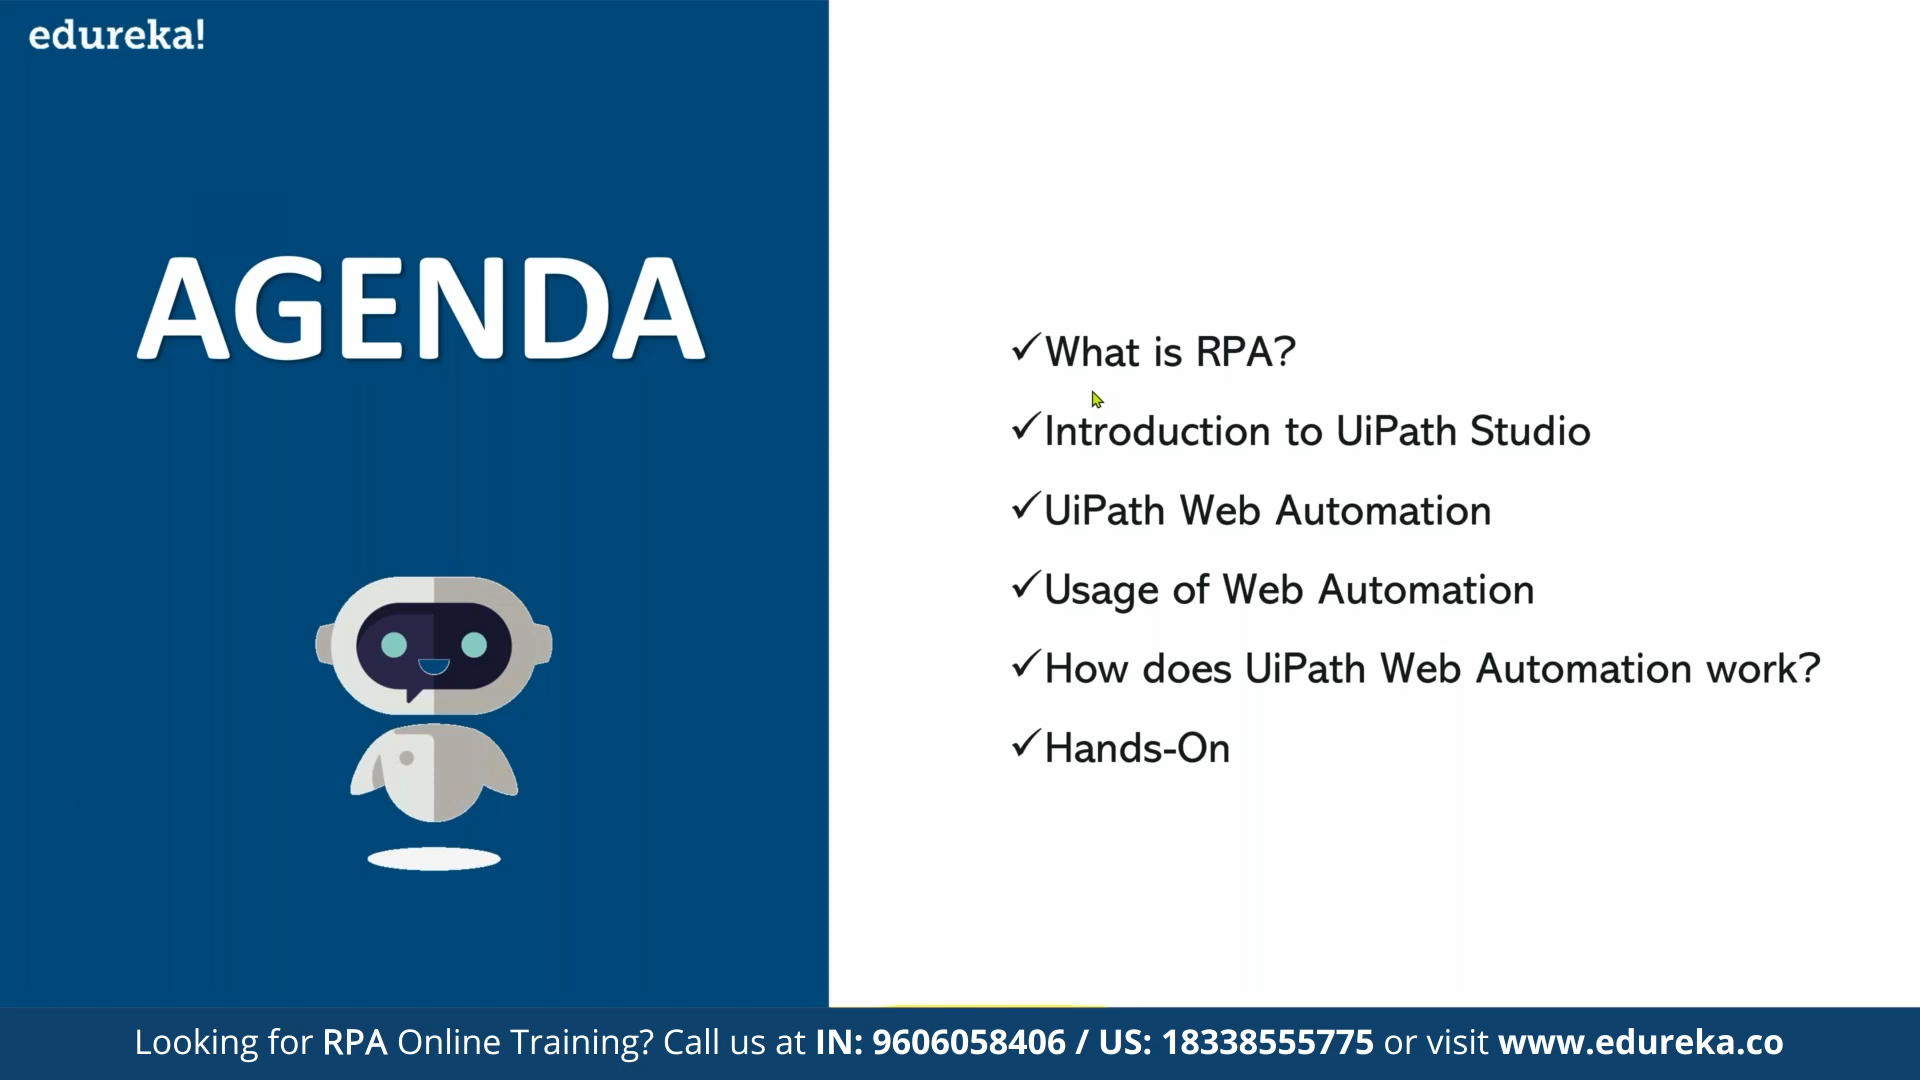 edureka!
AGENDA
✓What is RPA?
✓Introduction to UiPath Studio
✓UiPath Web Automation
✓Usage of Web Automation
✓How does UiPath Web Automation work?
✓Hands-On
Looking for RPA Online Training? Call us at IN: 9606058406 / US: 18338555775 or visit www.edureka.co